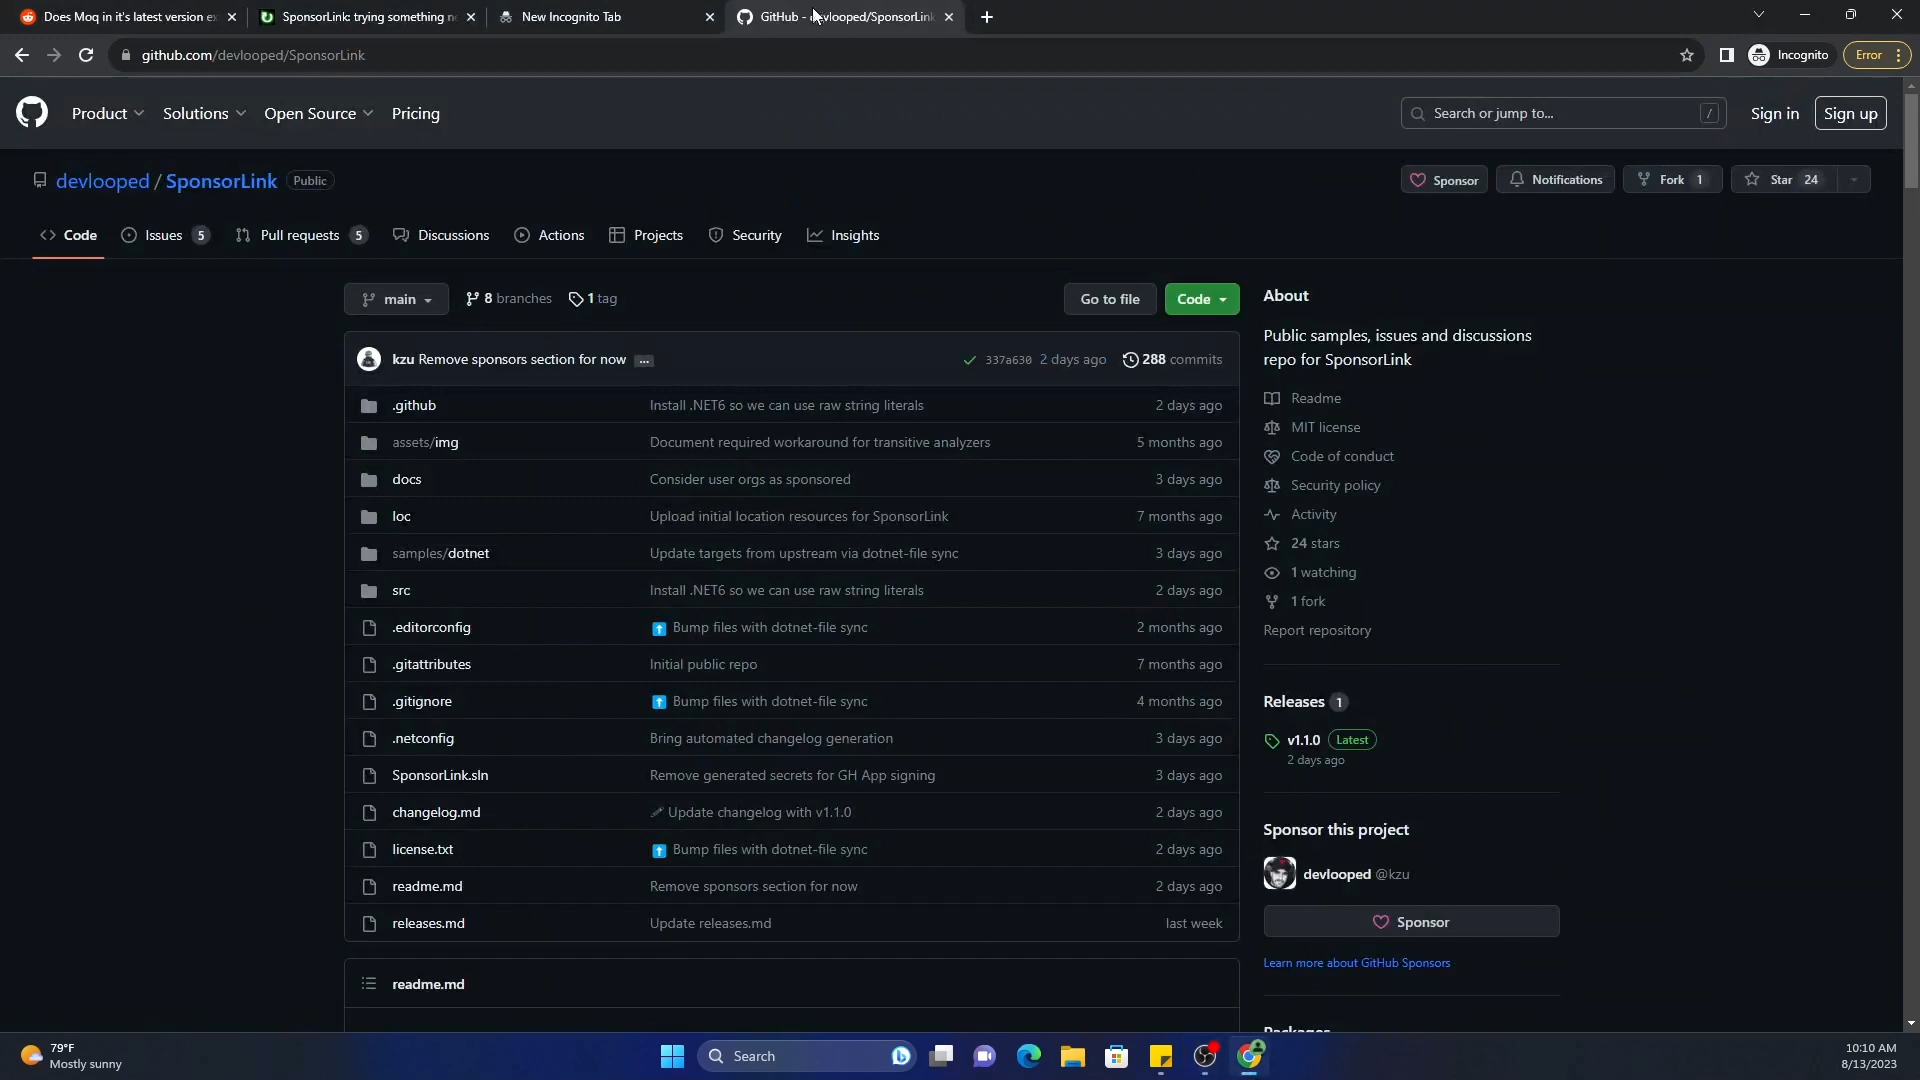 Does Moq in it's latest version e
SponsorLink: trying something n
New Incognito Tab
GitHub - devlooped/SponsorLink
github.com/devlooped/SponsorLink
Incognito
Error
Product
Solutions
Open Source
Pricing
Search or jump to...
/
Sign in
Sign up
devlooped / SponsorLink
Public
Sponsor
Notifications
Fork 1
Star 24
Code
Issues 5
Pull requests 5
Discussions
Actions
Projects
Security
Insights
main
8 branches
1 tag
Go to file
Code
kzu Remove sponsors section for now ...
337a630 2 days ago
288 commits
.github Install .NET6 so we can use raw string literals 2 days ago
assets/img Document required workaround for transitive analyzers 5 months ago
docs Consider user orgs as sponsored 3 days ago
loc Upload initial location resources for SponsorLink 7 months ago
samples/dotnet Update targets from upstream via dotnet-file sync 3 days ago
src Install .NET6 so we can use raw string literals 2 days ago
.editorconfig Bump files with dotnet-file sync 2 months ago
.gitattributes Initial public repo 7 months ago
.gitignore Bump files with dotnet-file sync 4 months ago
.netconfig Bring automated changelog generation 3 days ago
SponsorLink.sln Remove generated secrets for GH App signing 3 days ago
changelog.md Update changelog with v1.1.0 2 days ago
license.txt Bump files with dotnet-file sync 2 days ago
readme.md Remove sponsors section for now 2 days ago
releases.md Update releases.md last week
readme.md
About
Public samples, issues and discussions
repo for SponsorLink
Readme
MIT license
Code of conduct
Security policy
Activity
24 stars
1 watching
1 fork
Report repository
Releases 1
v1.1.0 Latest
2 days ago
Sponsor this project
devlooped @kzu
Sponsor
Learn more about GitHub Sponsors
Packages
79°F
Mostly sunny
Search
10:10 AM
8/13/2023